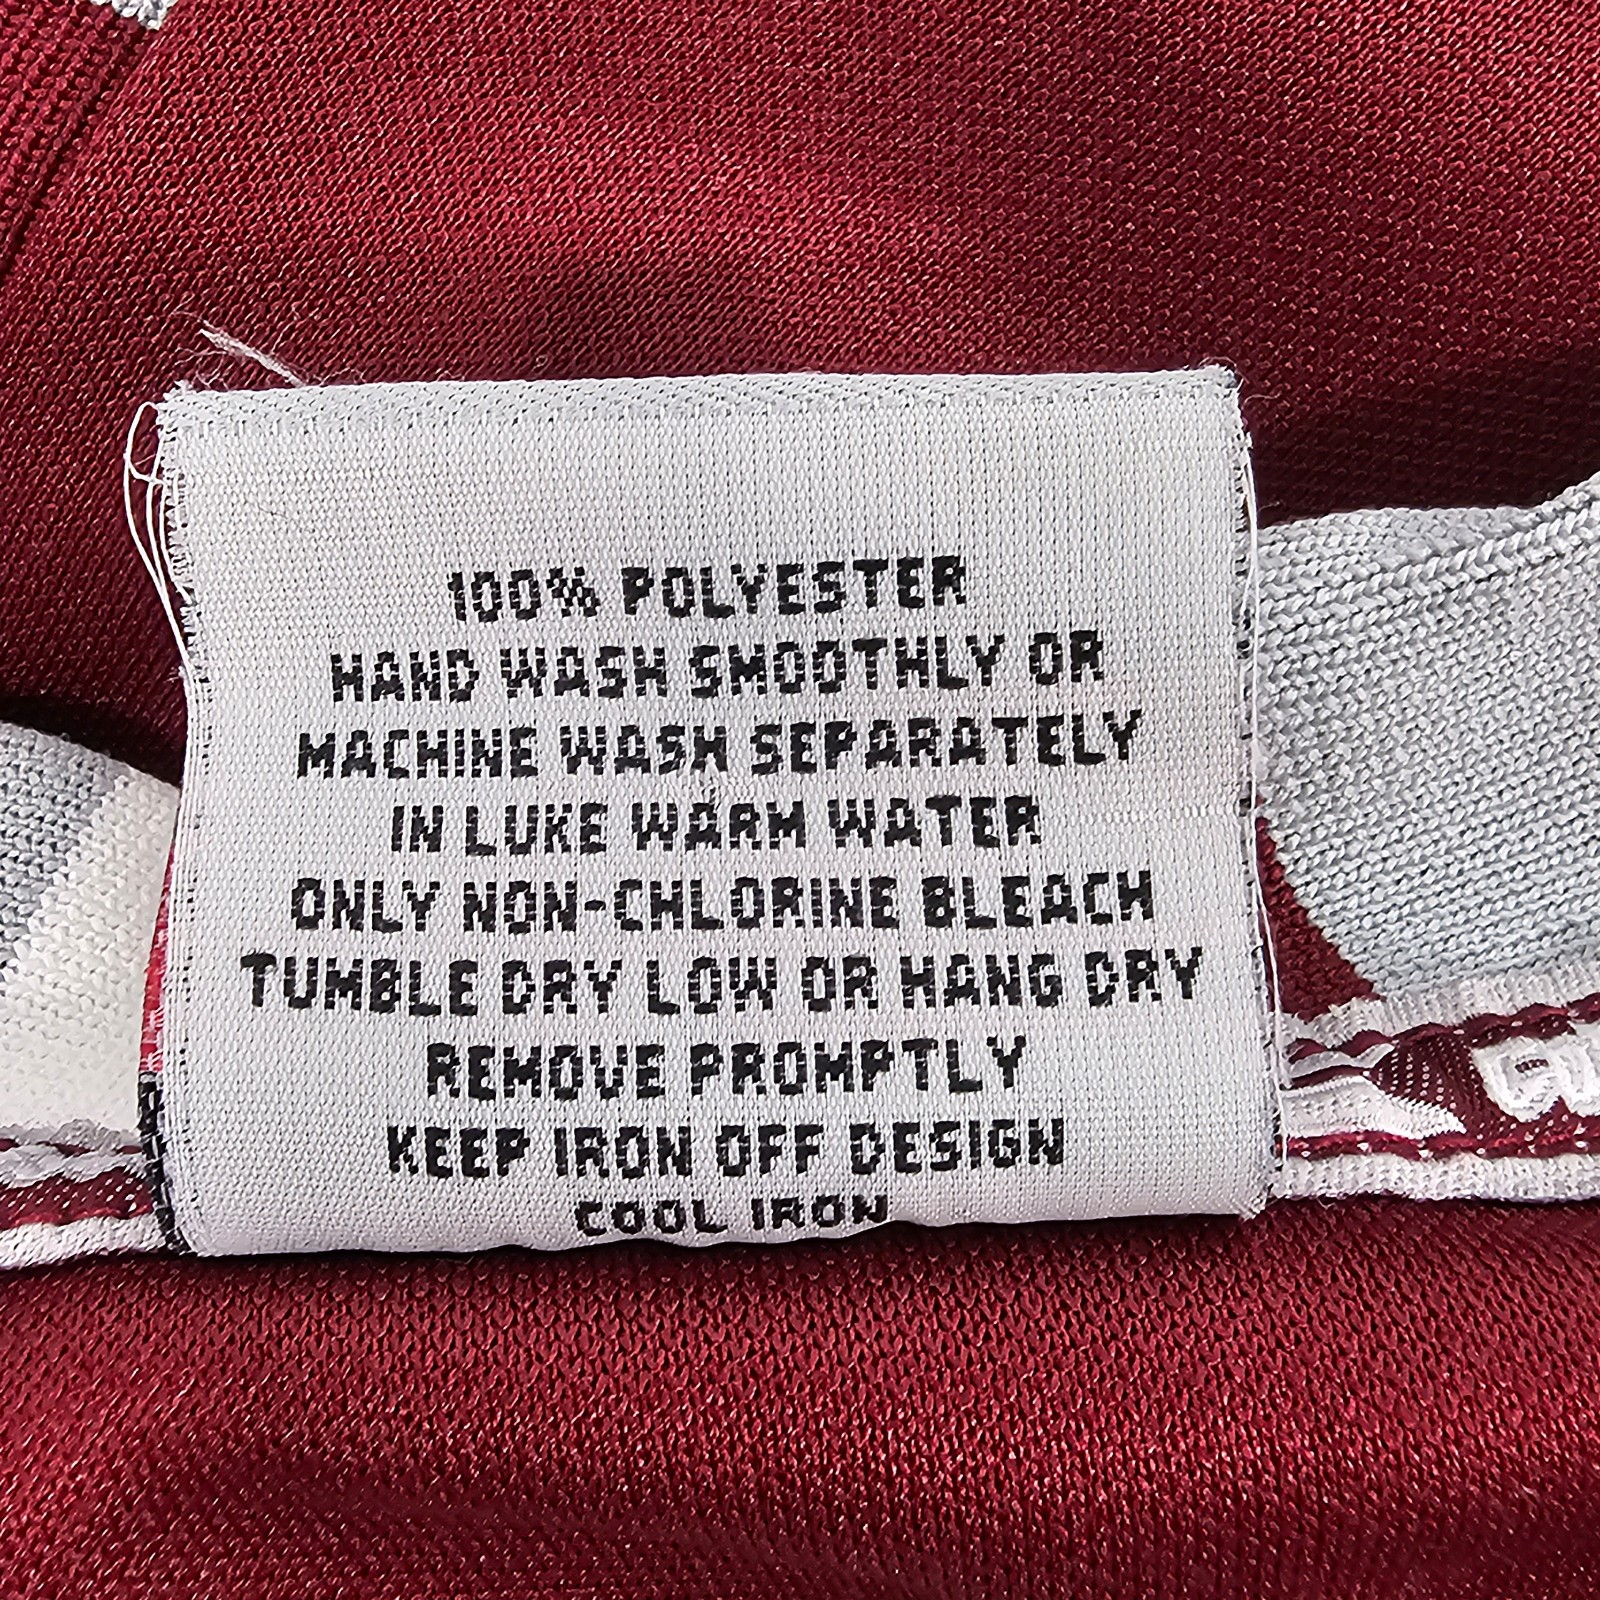 100% POLYESTER
HAND WASH SMOOTHLY OR
MACHINE WASH SEPARATELY
IN LUKE WARM WATER
ONLY NON-CHLORINE BLEACH
TUMBLE DRY LOW OR HANG DRY
REMOVE PROMPTLY
KEEP IRON OFF DESIGN
COOL IRON